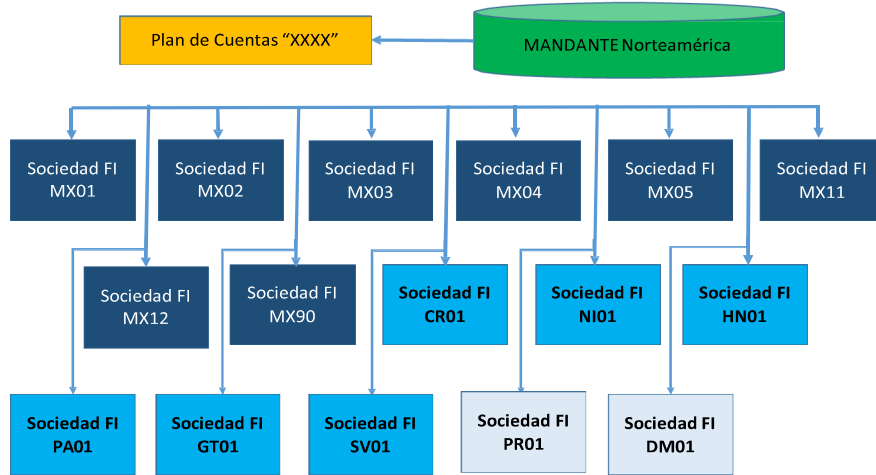 Plan de Cuentas “XXXX”
MANDANTE Norteamérica
Sociedad FI
MX01
Sociedad FI
MX02
Sociedad FI
MX03
Sociedad FI
MX04
Sociedad FI
MX05
Sociedad FI
MX11
Sociedad FI
MX12
Sociedad FI
MX90
Sociedad FI
CR01
Sociedad FI
NI01
Sociedad FI
HN01
Sociedad FI
PA01
Sociedad FI
GT01
Sociedad FI
SV01
Sociedad FI
PR01
Sociedad FI
DM01